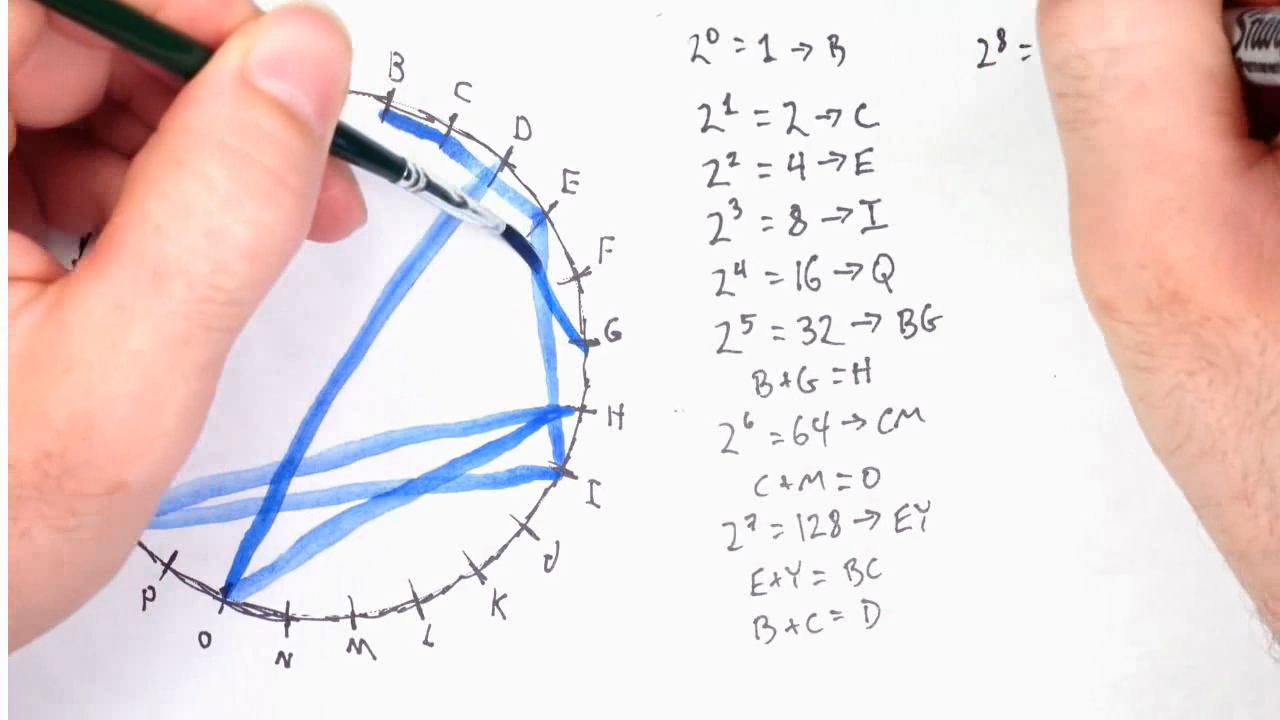 B
C
D
E
F
G
H
I
J
K
L
M
N
O
P
2⁰ = 1 → B
2¹ = 2 → C
2² = 4 → E
2³ = 8 → I
2⁴ = 16 → Q
2⁵ = 32 → BG
B+G = H
2⁶ = 64 → CM
C+M = O
2⁷ = 128 → EY
E+Y = BC
B+C = D
2⁸ =